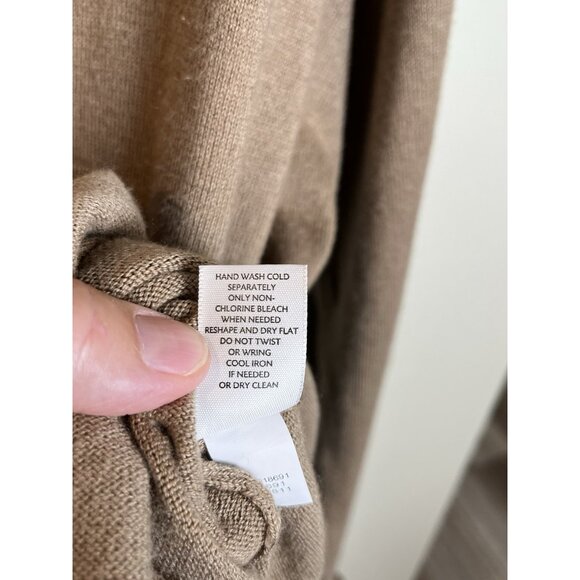 HAND WASH COLD
SEPARATELY
ONLY NON-
CHLORINE BLEACH
WHEN NEEDED
RESHAPE AND DRY FLAT
DO NOT TWIST
OR WRING
COOL IRON
IF NEEDED
OR DRY CLEAN